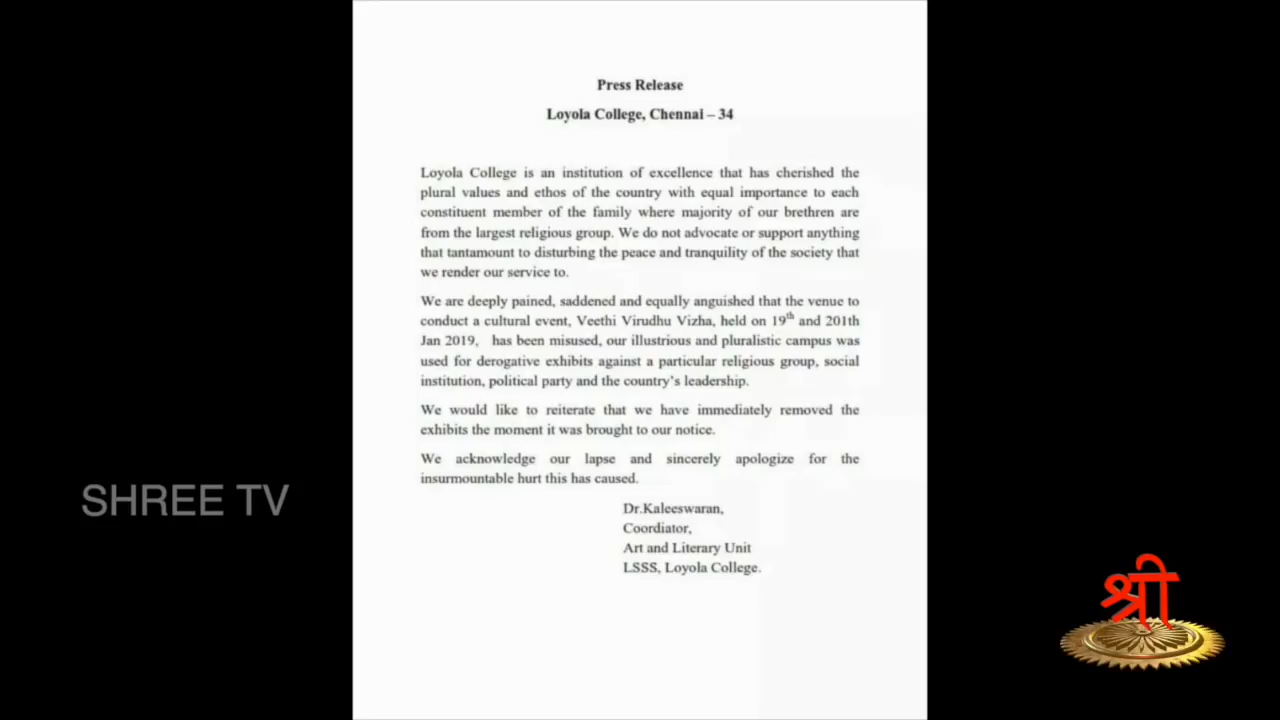 Press Release
Loyola College, Chennai – 34
Loyola College is an institution of excellence that has cherished the
plural values and ethos of the country with equal importance to each
constituent member of the family where majority of our brethren are
from the largest religious group. We do not advocate or support anything
that tantamount to disturbing the peace and tranquility of the society that
we render our service to.
We are deeply pained, saddened and equally anguished that the venue to
conduct a cultural event, Veethi Virudhu Vizha, held on 19th and 201th
Jan 2019, has been misused, our illustrious and pluralistic campus was
used for derogative exhibits against a particular religious group, social
institution, political party and the country's leadership.
We would like to reiterate that we have immediately removed the
exhibits the moment it was brought to our notice.
We acknowledge our lapse and sincerely apologize for the
insurmountable hurt this has caused.
Dr.Kaleeswaran,
Coordiator,
Art and Literary Unit
LSSS, Loyola College.
SHREE TV
श्री